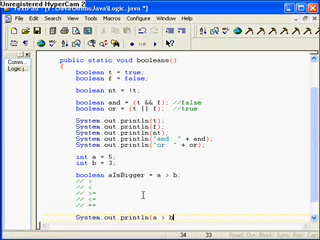 Unregistered HyperCam 2
File Edit Search View Tools Macros Configure Window Help
Comm...
Logic.j...
public static void booleans()
{
boolean t = true;
boolean f = false;
boolean nt = !t;
boolean and = (t && f); //false
boolean or = (t || f); //true
System.out.println(t);
System.out.println(f);
System.out.println(nt);
System.out.println("and: " + and);
System.out.println("or: " + or);
int a = 5;
int b = 3;
boolean aIsBigger = a > b;
// >
// <
// >=
// <=
// ==
System.out.println(a > b
34 33